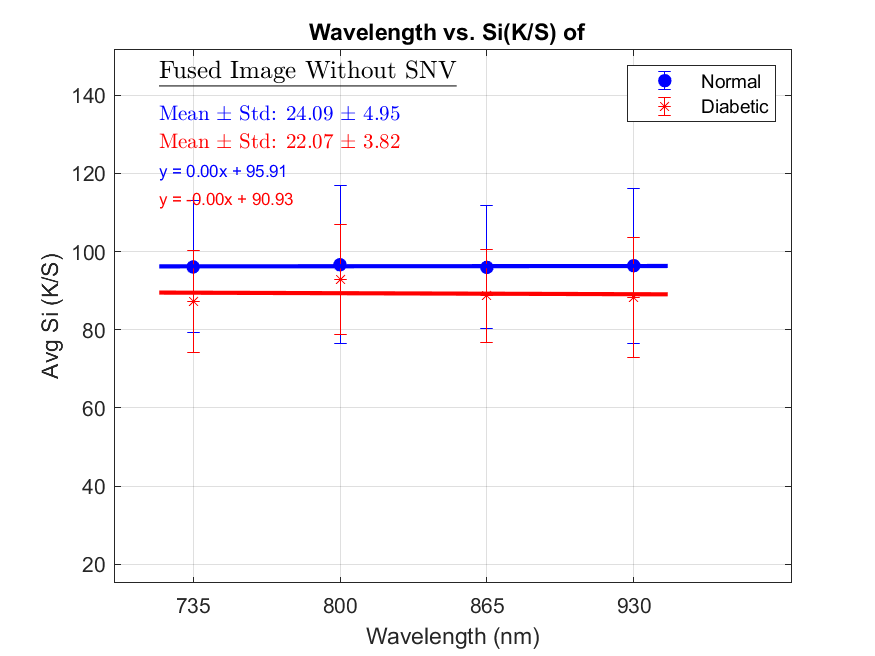 Wavelength vs. Si(K/S) of
Fused Image Without SNV
Mean ± Std: 24.09 ± 4.95
Mean ± Std: 22.07 ± 3.82
y = 0.00x + 95.91
y = -0.00x + 90.93
Normal
Diabetic
140
120
100
80
60
40
20
Avg Si (K/S)
735 800 865 930
Wavelength (nm)